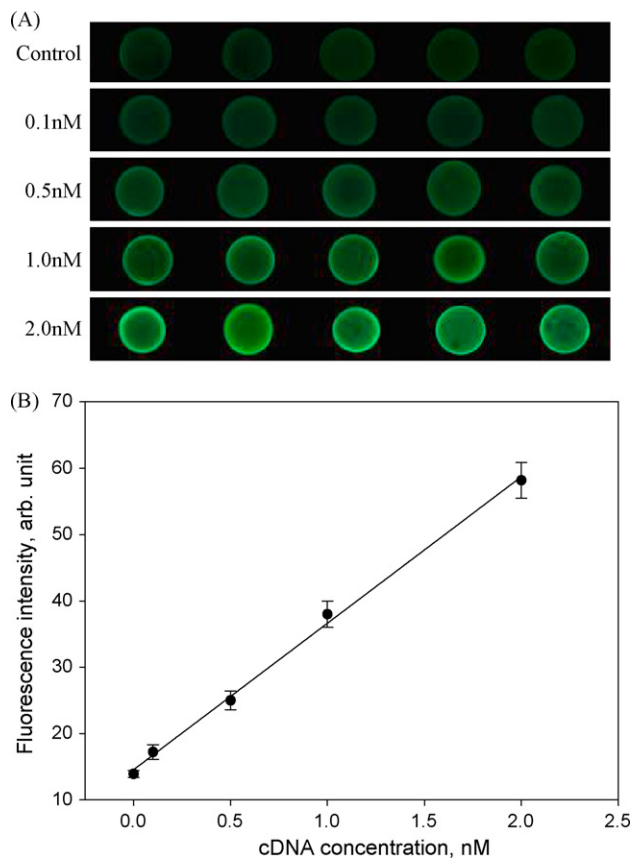 (A)
Control
0.1nM
0.5nM
1.0nM
2.0nM
(B)
70
60
50
40
30
20
10
Fluorescence intensity, arb. unit
0.0 0.5 1.0 1.5 2.0 2.5
cDNA concentration, nM